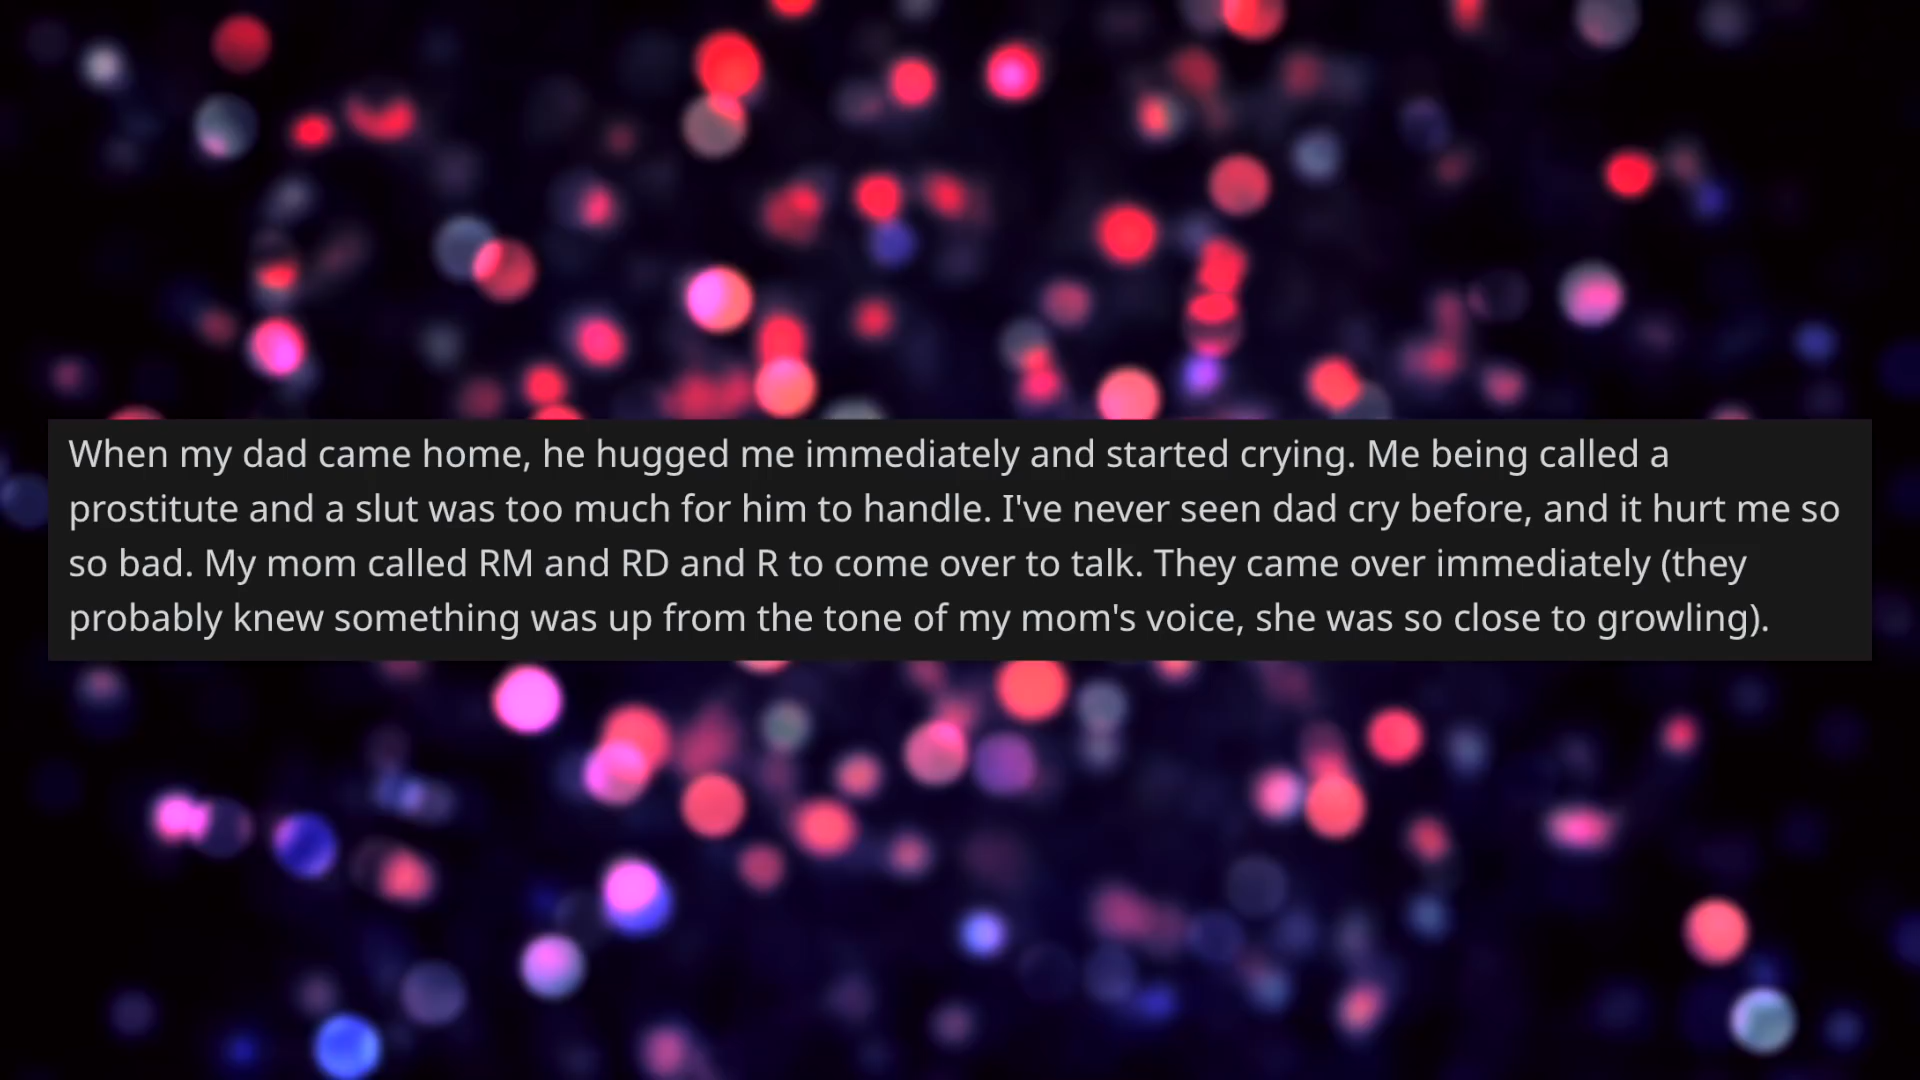 When my dad came home, he hugged me immediately and started crying. Me being called a
prostitute and a slut was too much for him to handle. I've never seen dad cry before, and it hurt me so
so bad. My mom called RM and RD and R to come over to talk. They came over immediately (they
probably knew something was up from the tone of my mom's voice, she was so close to growling).